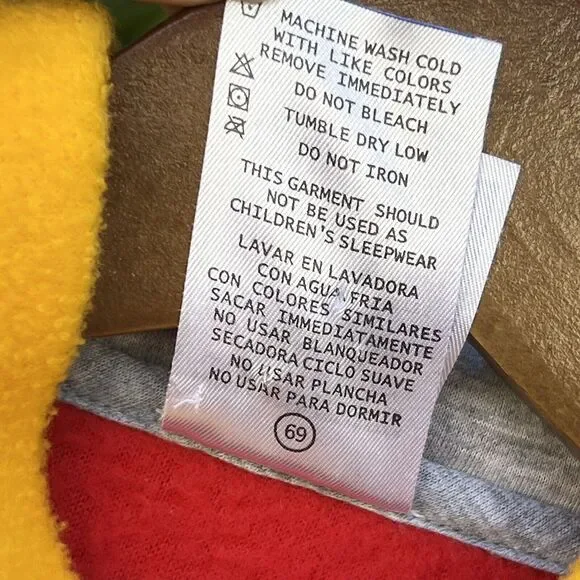 MACHINE WASH COLD
WITH LIKE COLORS
REMOVE IMMEDIATELY
DO NOT BLEACH
TUMBLE DRY LOW
DO NOT IRON
THIS GARMENT SHOULD
NOT BE USED AS
CHILDREN'S SLEEPWEAR
LAVAR EN LAVADORA
CON AGUA FRIA
CON COLORES SIMILARES
SACAR IMMEDIATAMENTE
NO USAR BLANQUEADOR
SECADORA CICLO SUAVE
NO USAR PLANCHA
NO USAR PARA DORMIR
69